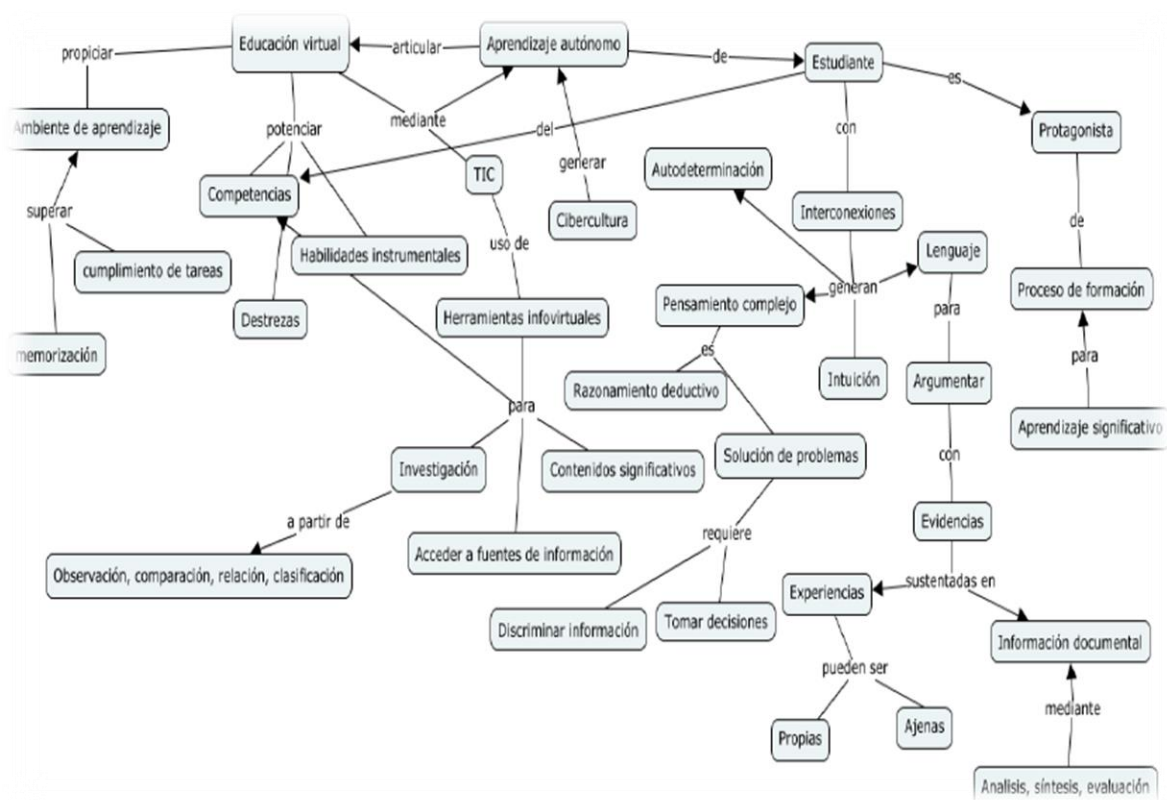 Educación virtual
articular
Aprendizaje autónomo
de
Estudiante
es
propiciar
Ambiente de aprendizaje
potenciar
mediante
del
con
Protagonista
TIC
generar
Autodeterminación
Competencias
superar
Cibercultura
Interconexiones
de
cumplimiento de tareas
Habilidades instrumentales
uso de
Lenguaje
generan
Proceso de formación
Destrezas
Herramientas infovirtuales
Pensamiento complejo
para
memorización
es
para
Razonamiento deductivo
Intuición
Argumentar
para
Aprendizaje significativo
Investigación
Contenidos significativos
Solución de problemas
con
a partir de
Evidencias
requiere
Observación, comparación, relación, clasificación
Acceder a fuentes de información
Experiencias
sustentadas en
Discriminar información
Tomar decisiones
Información documental
pueden ser
mediante
Propias
Ajenas
Analisis, síntesis, evaluación